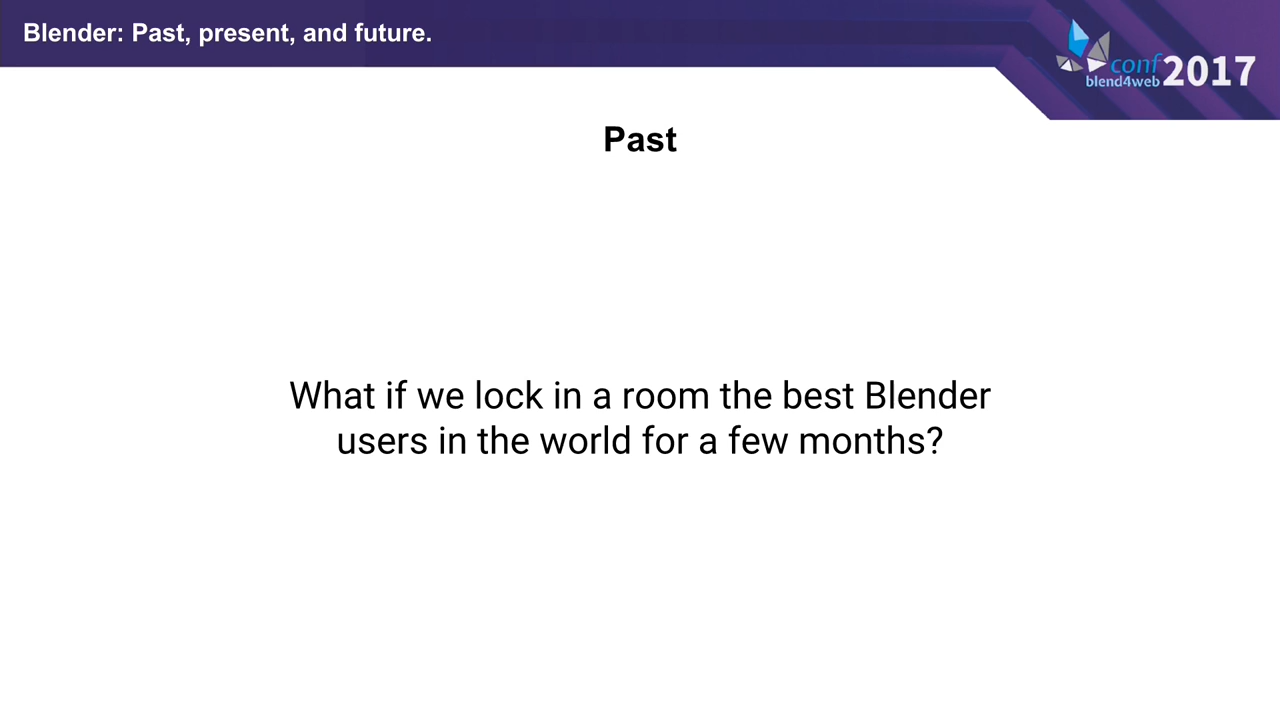 Blender: Past, present, and future.
conf
blend4web 2017
Past
What if we lock in a room the best Blender
users in the world for a few months?